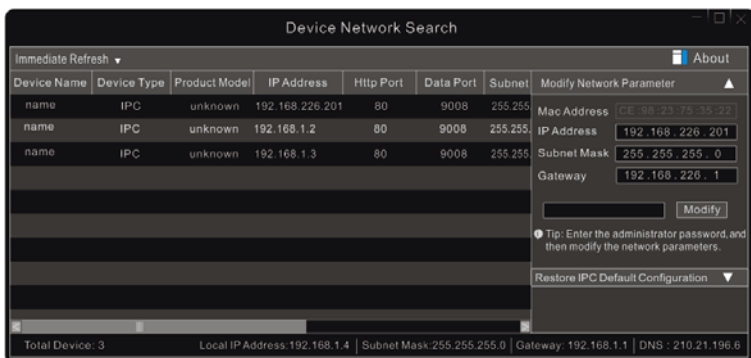 Device Network Search
Immediate Refresh
About
Device Name Device Type Product Model IP Address Http Port Data Port Subnet
name IPC unknown 192.168.226.201 80 9008 255.255
name IPC unknown 192.168.1.2 80 9008 255.255.
name IPC unknown 192.168.1.3 80 9008 255.255.
Modify Network Parameter
Mac Address CE:98:23:75:35:22
IP Address 192.168.226.201
Subnet Mask 255.255.255.0
Gateway 192.168.226.1
Modify
Tip: Enter the administrator password, and
then modify the network parameters.
Restore IPC Default Configuration
Total Device: 3 Local IP Address:192.168.1.4 Subnet Mask:255.255.255.0 Gateway: 192.168.1.1 DNS : 210.21.196.6